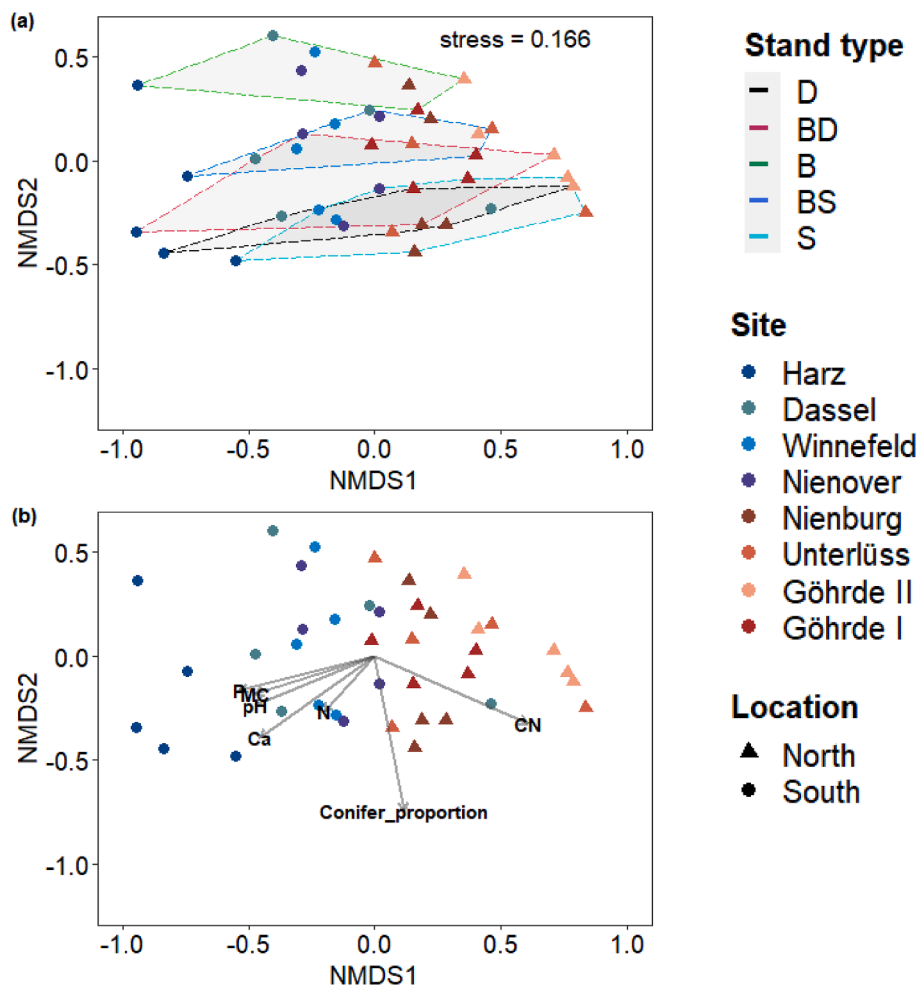 (a)
stress = 0.166
0.5
0.0
-0.5
-1.0
NMDS2
-1.0 -0.5 0.0 0.5 1.0
NMDS1
Stand type
D
BD
B
BS
S
Site
Harz
Dassel
Winnefeld
Nienover
Nienburg
Unterlüss
Göhrde II
Göhrde I
Location
North
South
(b)
0.5
0.0
-0.5
-1.0
NMDS2
P
MC
pH
N
Ca
CN
Conifer_proportion
-1.0 -0.5 0.0 0.5 1.0
NMDS1